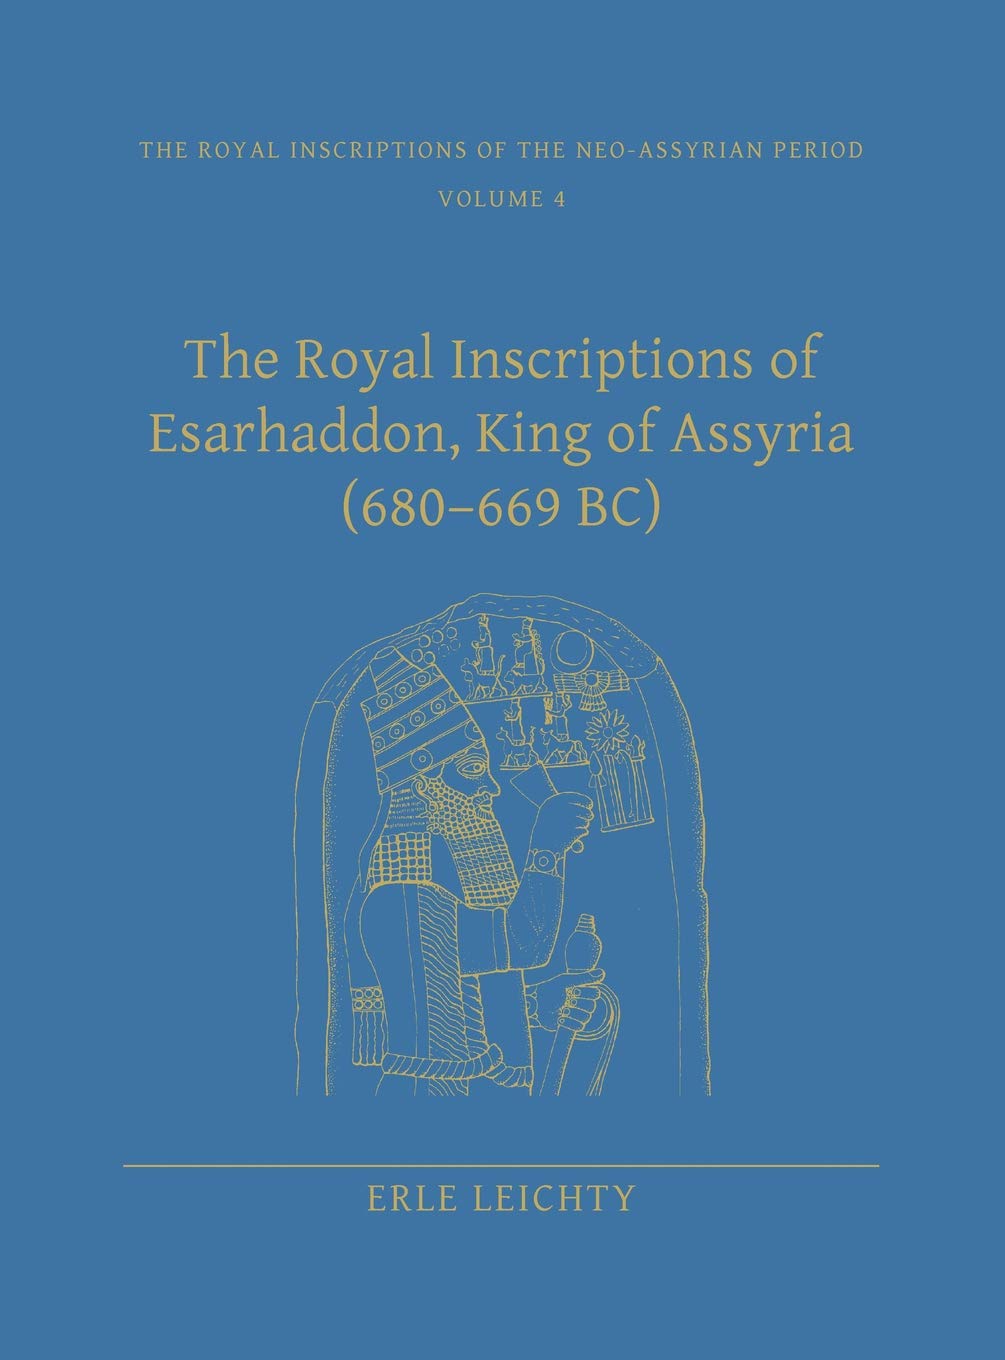 THE ROYAL INSCRIPTIONS OF THE NEO-ASSYRIAN PERIOD
VOLUME 4
The Royal Inscriptions of
Esarhaddon, King of Assyria
(680–669 BC)
ERLE LEICHTY